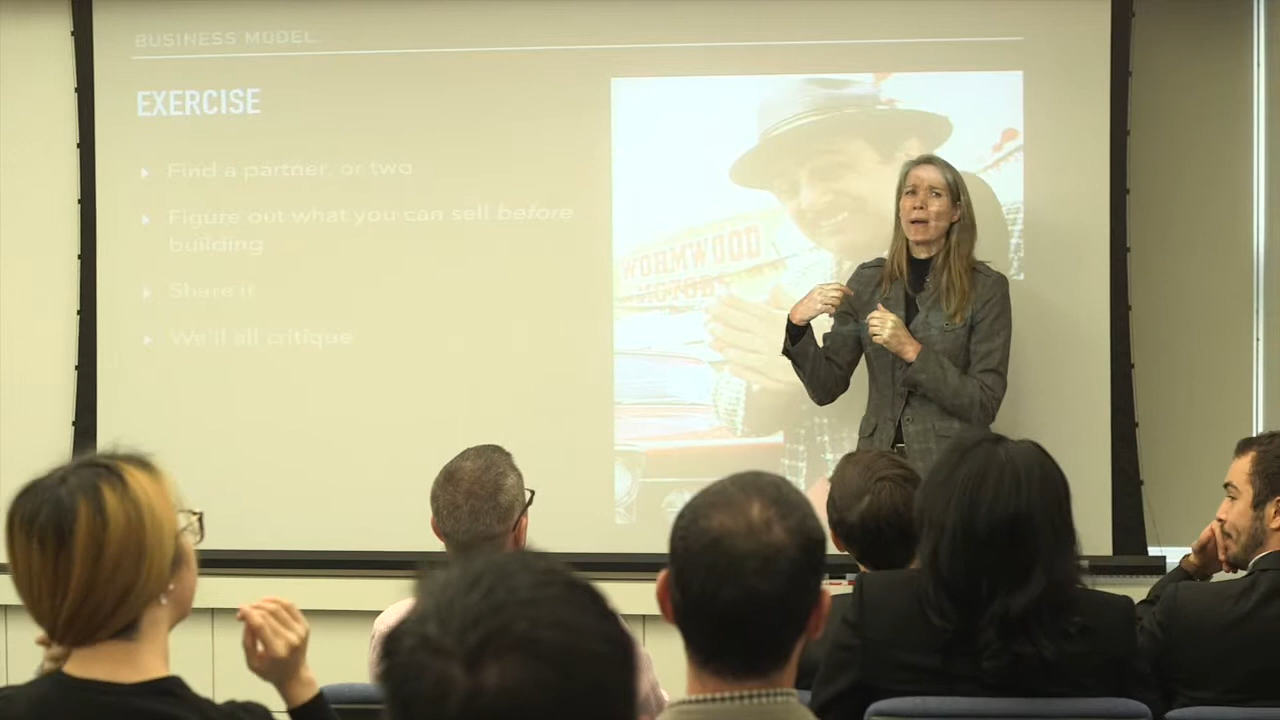 BUSINESS MODEL
EXERCISE
Find a partner, or two
Figure out what you can sell before
building
Share it
We'll all critique
WORMWOOD
MOTORS